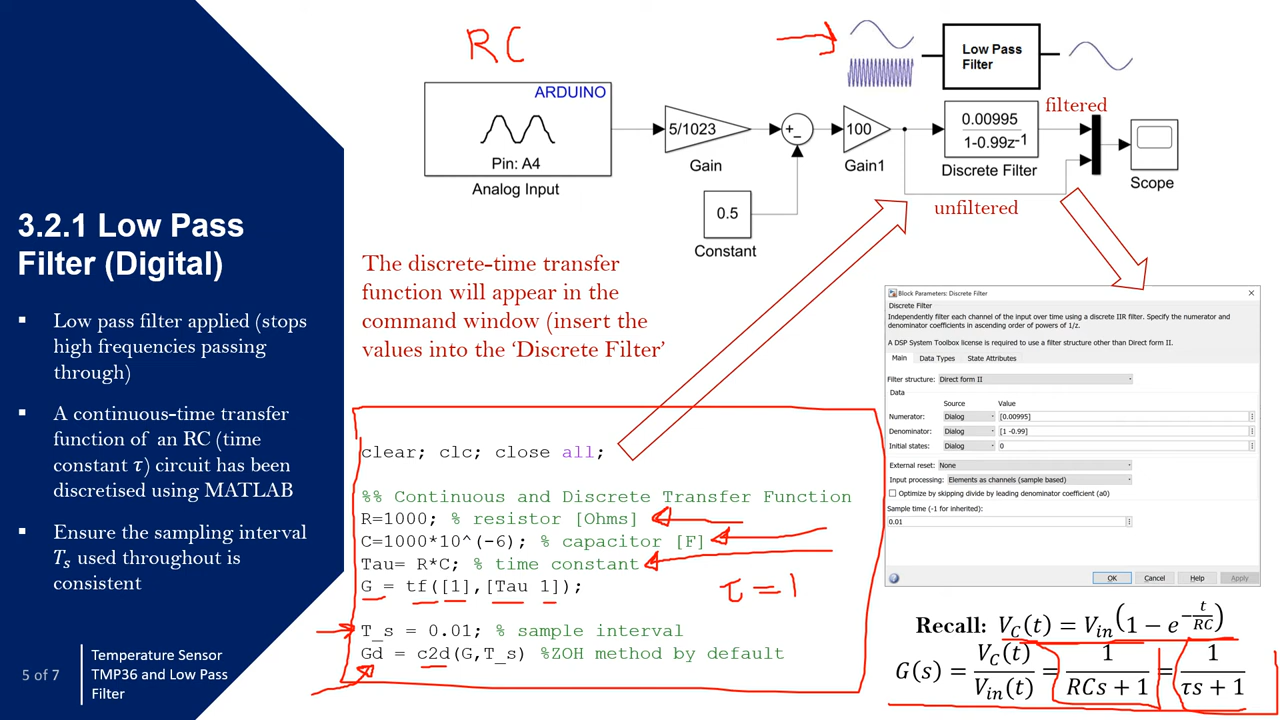 3.2.1 Low Pass
Filter (Digital)
▪ Low pass filter applied (stops
high frequencies passing
through)
▪ A continuous-time transfer
function of an RC (time
constant τ) circuit has been
discretised using MATLAB
▪ Ensure the sampling interval
Tₛ used throughout is
consistent
5 of 7
Temperature Sensor
TMP36 and Low Pass
Filter
RC
Low Pass
Filter
ARDUINO
Pin: A4
Analog Input
5/1023
Gain
+
−
0.5
Constant
100
Gain1
0.00995
1-0.99z⁻¹
Discrete Filter
filtered
unfiltered
Scope
The discrete-time transfer
function will appear in the
command window (insert the
values into the ‘Discrete Filter’
clear; clc; close all;
%% Continuous and Discrete Transfer Function
R=1000; % resistor [Ohms]
C=1000*10^(-6); % capacitor [F]
Tau= R*C; % time constant
G = tf([1],[Tau 1]);
τ = 1
T_s = 0.01; % sample interval
Gd = c2d(G,T_s) %ZOH method by default
Block Parameters: Discrete Filter
Discrete Filter
Independently filter each channel of the input over time using a discrete IIR filter. Specify the numerator and
denominator coefficients in ascending order of powers of 1/z.
A DSP System Toolbox license is required to use a filter structure other than Direct form II.
Main Data Types State Attributes
Filter structure: Direct form II
Data
Source Value
Numerator: Dialog [0.00995]
Denominator: Dialog [1 -0.99]
Initial states: Dialog 0
External reset: None
Input processing: Elements as channels (sample based)
Optimize by skipping divide by leading denominator coefficient (a0)
Sample time (-1 for inherited):
0.01
OK Cancel Help Apply
Recall: V_C(t) = V_in(1 − e^(−t/RC))
G(s) = V_C(t)/V_in(t) = 1/(RCs + 1) = 1/(τs + 1)